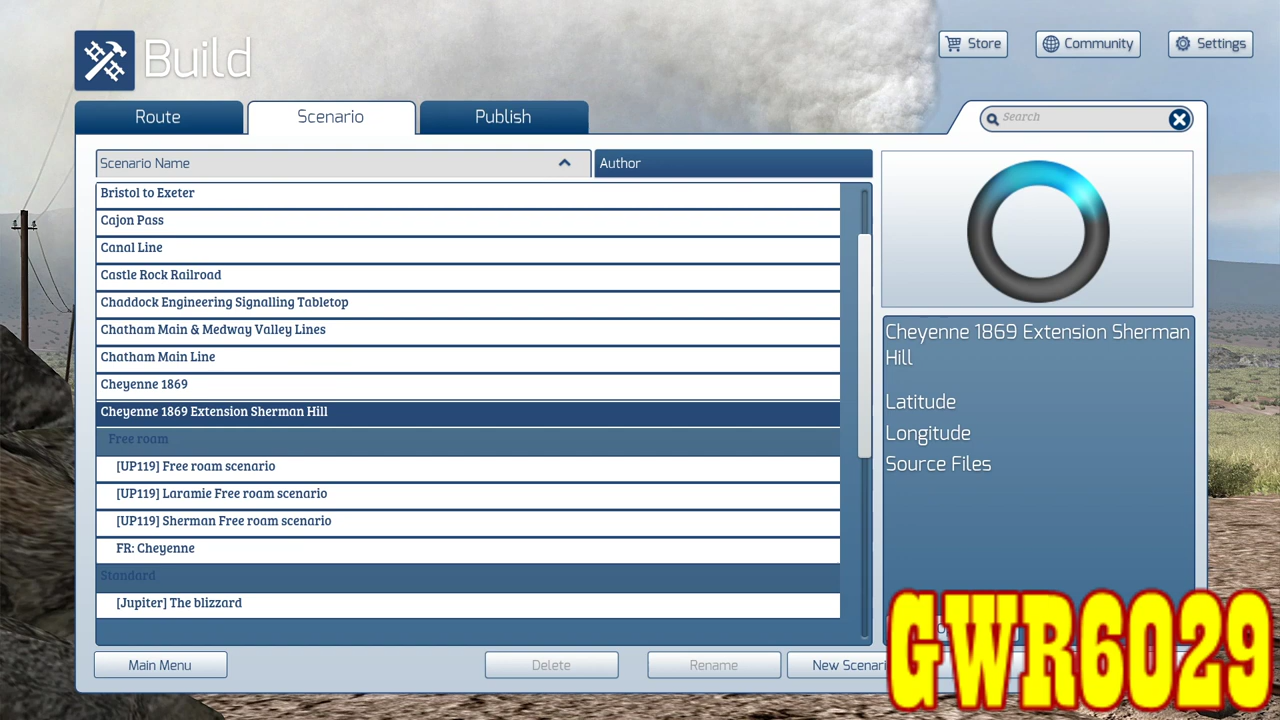 Build
Store
Community
Settings
Route
Scenario
Publish
Search
Scenario Name
Author
Bristol to Exeter
Cajon Pass
Canal Line
Castle Rock Railroad
Chaddock Engineering Signalling Tabletop
Chatham Main & Medway Valley Lines
Chatham Main Line
Cheyenne 1869
Cheyenne 1869 Extension Sherman Hill
Free roam
[UP119] Free roam scenario
[UP119] Laramie Free roam scenario
[UP119] Sherman Free roam scenario
FR: Cheyenne
Standard
[Jupiter] The blizzard
Cheyenne 1869 Extension Sherman
Hill
Latitude
Longitude
Source Files
Main Menu
Delete
Rename
New Scenari
GWR6029